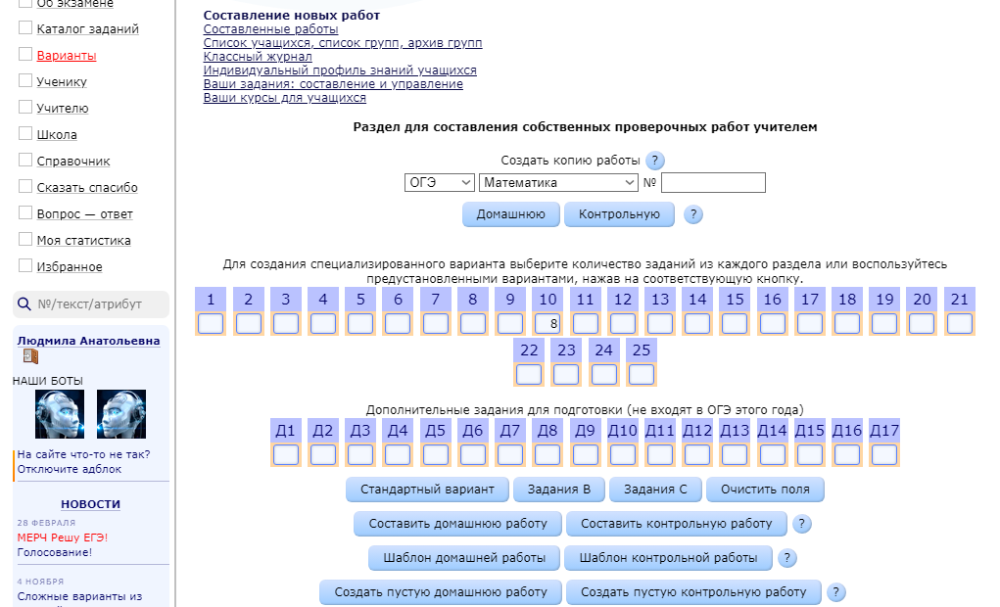 Об экзамене
Каталог заданий
Варианты
Ученику
Учителю
Школа
Справочник
Сказать спасибо
Вопрос — ответ
Моя статистика
Избранное
№/текст/атрибут
Людмила Анатольевна
НАШИ БОТЫ
На сайте что-то не так?
Отключите адблок
НОВОСТИ
28 ФЕВРАЛЯ
МЕРЧ Решу ЕГЭ!
Голосование!
4 НОЯБРЯ
Сложные варианты из
Составление новых работ
Составленные работы
Список учащихся, список групп, архив групп
Классный журнал
Индивидуальный профиль знаний учащихся
Ваши задания: составление и управление
Ваши курсы для учащихся
Раздел для составления собственных проверочных работ учителем
Создать копию работы ?
ОГЭ Математика №
Домашнюю Контрольную ?
Для создания специализированного варианта выберите количество заданий из каждого раздела или воспользуйтесь
предустановленными вариантами, нажав на соответствующую кнопку.
1 2 3 4 5 6 7 8 9 10 11 12 13 14 15 16 17 18 19 20 21
8
22 23 24 25
Дополнительные задания для подготовки (не входят в ОГЭ этого года)
Д1 Д2 Д3 Д4 Д5 Д6 Д7 Д8 Д9 Д10 Д11 Д12 Д13 Д14 Д15 Д16 Д17
Стандартный вариант Задания B Задания C Очистить поля
Составить домашнюю работу Составить контрольную работу ?
Шаблон домашней работы Шаблон контрольной работы ?
Создать пустую домашнюю работу Создать пустую контрольную работу ?